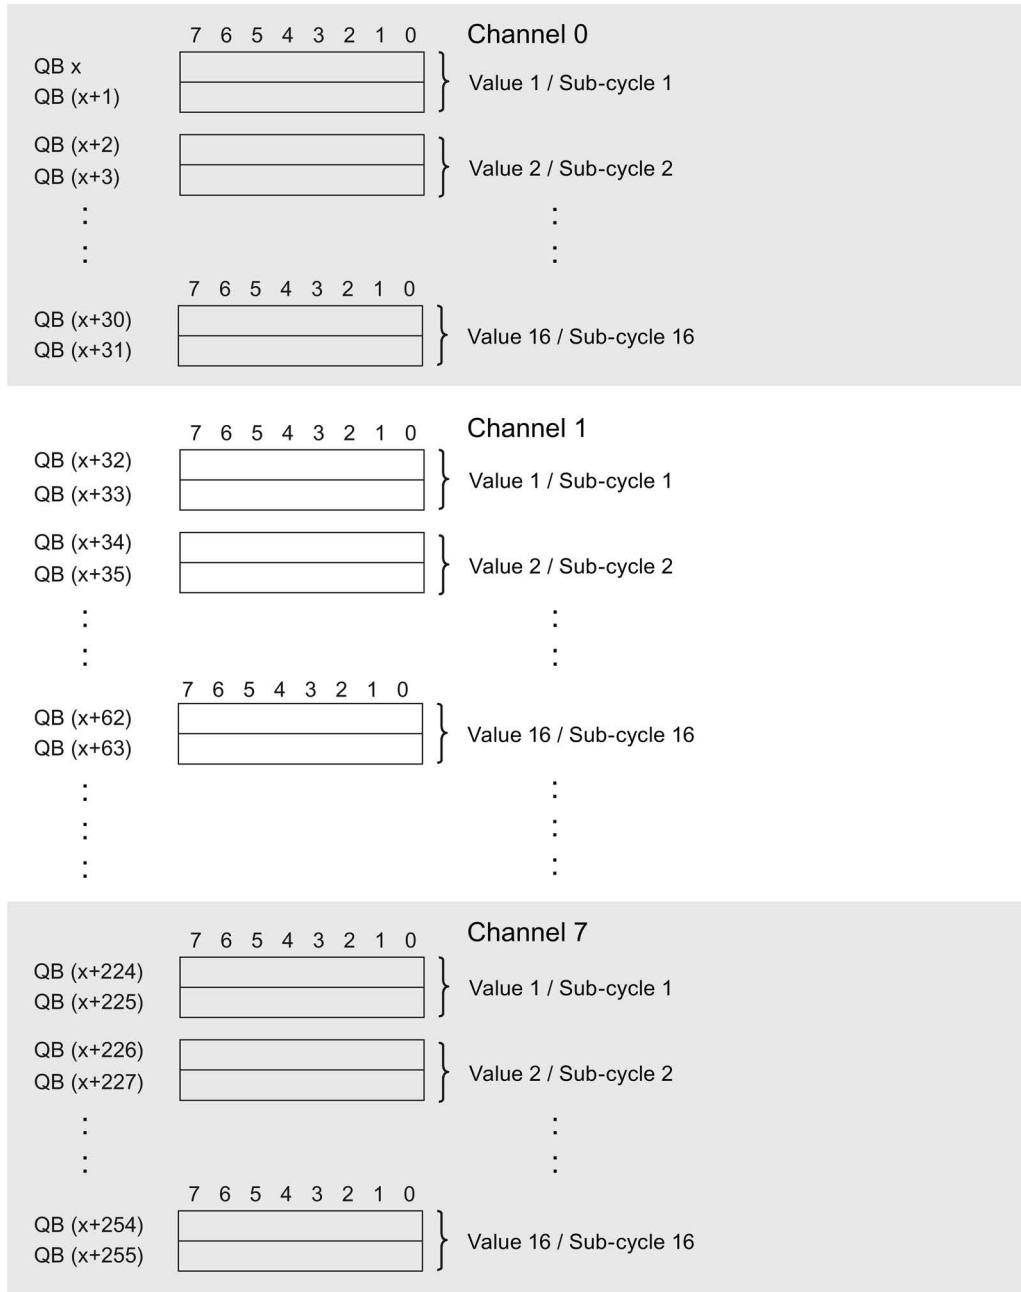 7 6 5 4 3 2 1 0 Channel 0
QB x
QB (x+1)
Value 1 / Sub-cycle 1
QB (x+2)
QB (x+3)
Value 2 / Sub-cycle 2
7 6 5 4 3 2 1 0
QB (x+30)
QB (x+31)
Value 16 / Sub-cycle 16
7 6 5 4 3 2 1 0 Channel 1
QB (x+32)
QB (x+33)
Value 1 / Sub-cycle 1
QB (x+34)
QB (x+35)
Value 2 / Sub-cycle 2
7 6 5 4 3 2 1 0
QB (x+62)
QB (x+63)
Value 16 / Sub-cycle 16
7 6 5 4 3 2 1 0 Channel 7
QB (x+224)
QB (x+225)
Value 1 / Sub-cycle 1
QB (x+226)
QB (x+227)
Value 2 / Sub-cycle 2
7 6 5 4 3 2 1 0
QB (x+254)
QB (x+255)
Value 16 / Sub-cycle 16